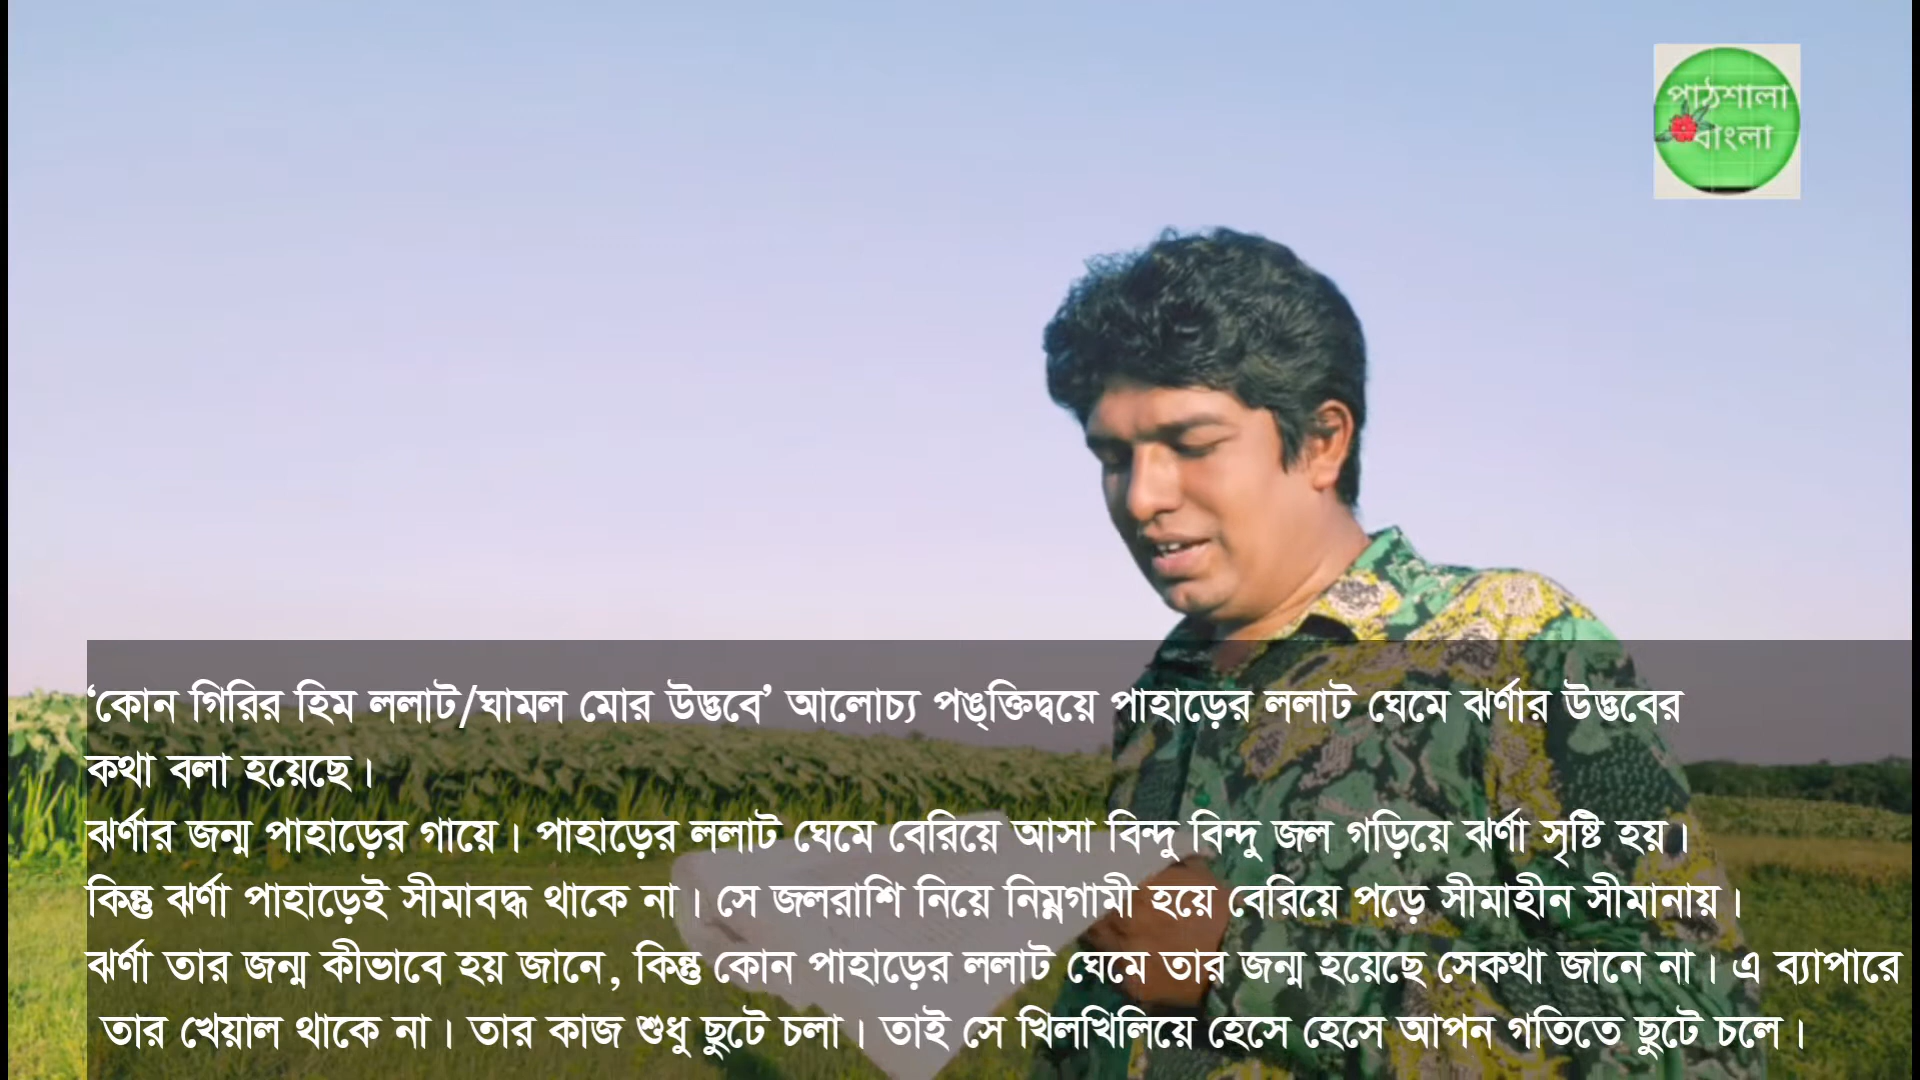 পাঠশালা
বাংলা
‘কোন গিরির হিম ললাট/ঘামল মোর উদ্ভবে’ আলোচ্য পঙ্‌ক্তিদ্বয়ে পাহাড়ের ললাট ঘেমে ঝর্ণার উদ্ভবের
কথা বলা হয়েছে।
ঝর্ণার জন্ম পাহাড়ের গায়ে। পাহাড়ের ললাট ঘেমে বেরিয়ে আসা বিন্দু বিন্দু জল গড়িয়ে ঝর্ণা সৃষ্টি হয়।
কিন্তু ঝর্ণা পাহাড়েই সীমাবদ্ধ থাকে না। সে জলরাশি নিয়ে নিম্নগামী হয়ে বেরিয়ে পড়ে সীমাহীন সীমানায়।
ঝর্ণা তার জন্ম কীভাবে হয় জানে, কিন্তু কোন পাহাড়ের ললাট ঘেমে তার জন্ম হয়েছে সেকথা জানে না। এ ব্যাপারে
তার খেয়াল থাকে না। তার কাজ শুধু ছুটে চলা। তাই সে খিলখিলিয়ে হেসে হেসে আপন গতিতে ছুটে চলে।